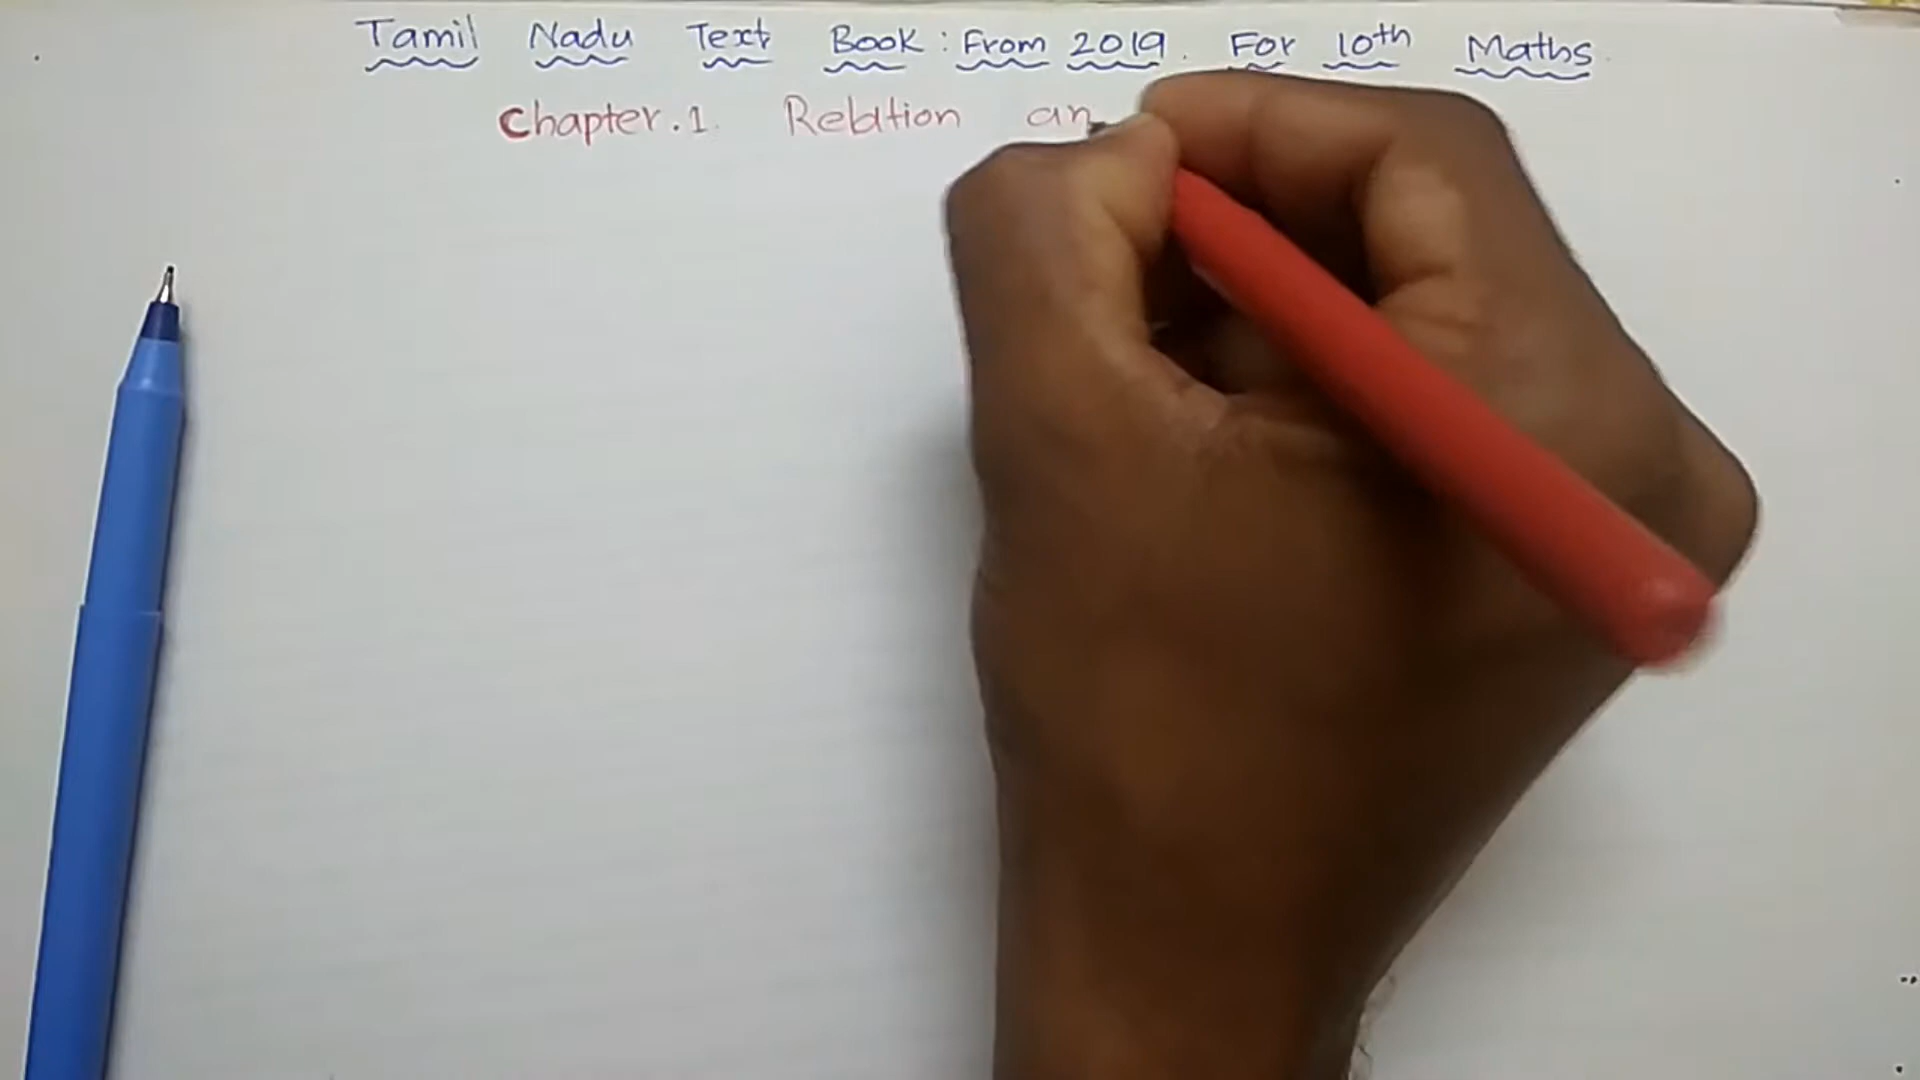 Tamil Nadu Text Book : From 2019. For 10th Maths
Chapter.1. Relation an